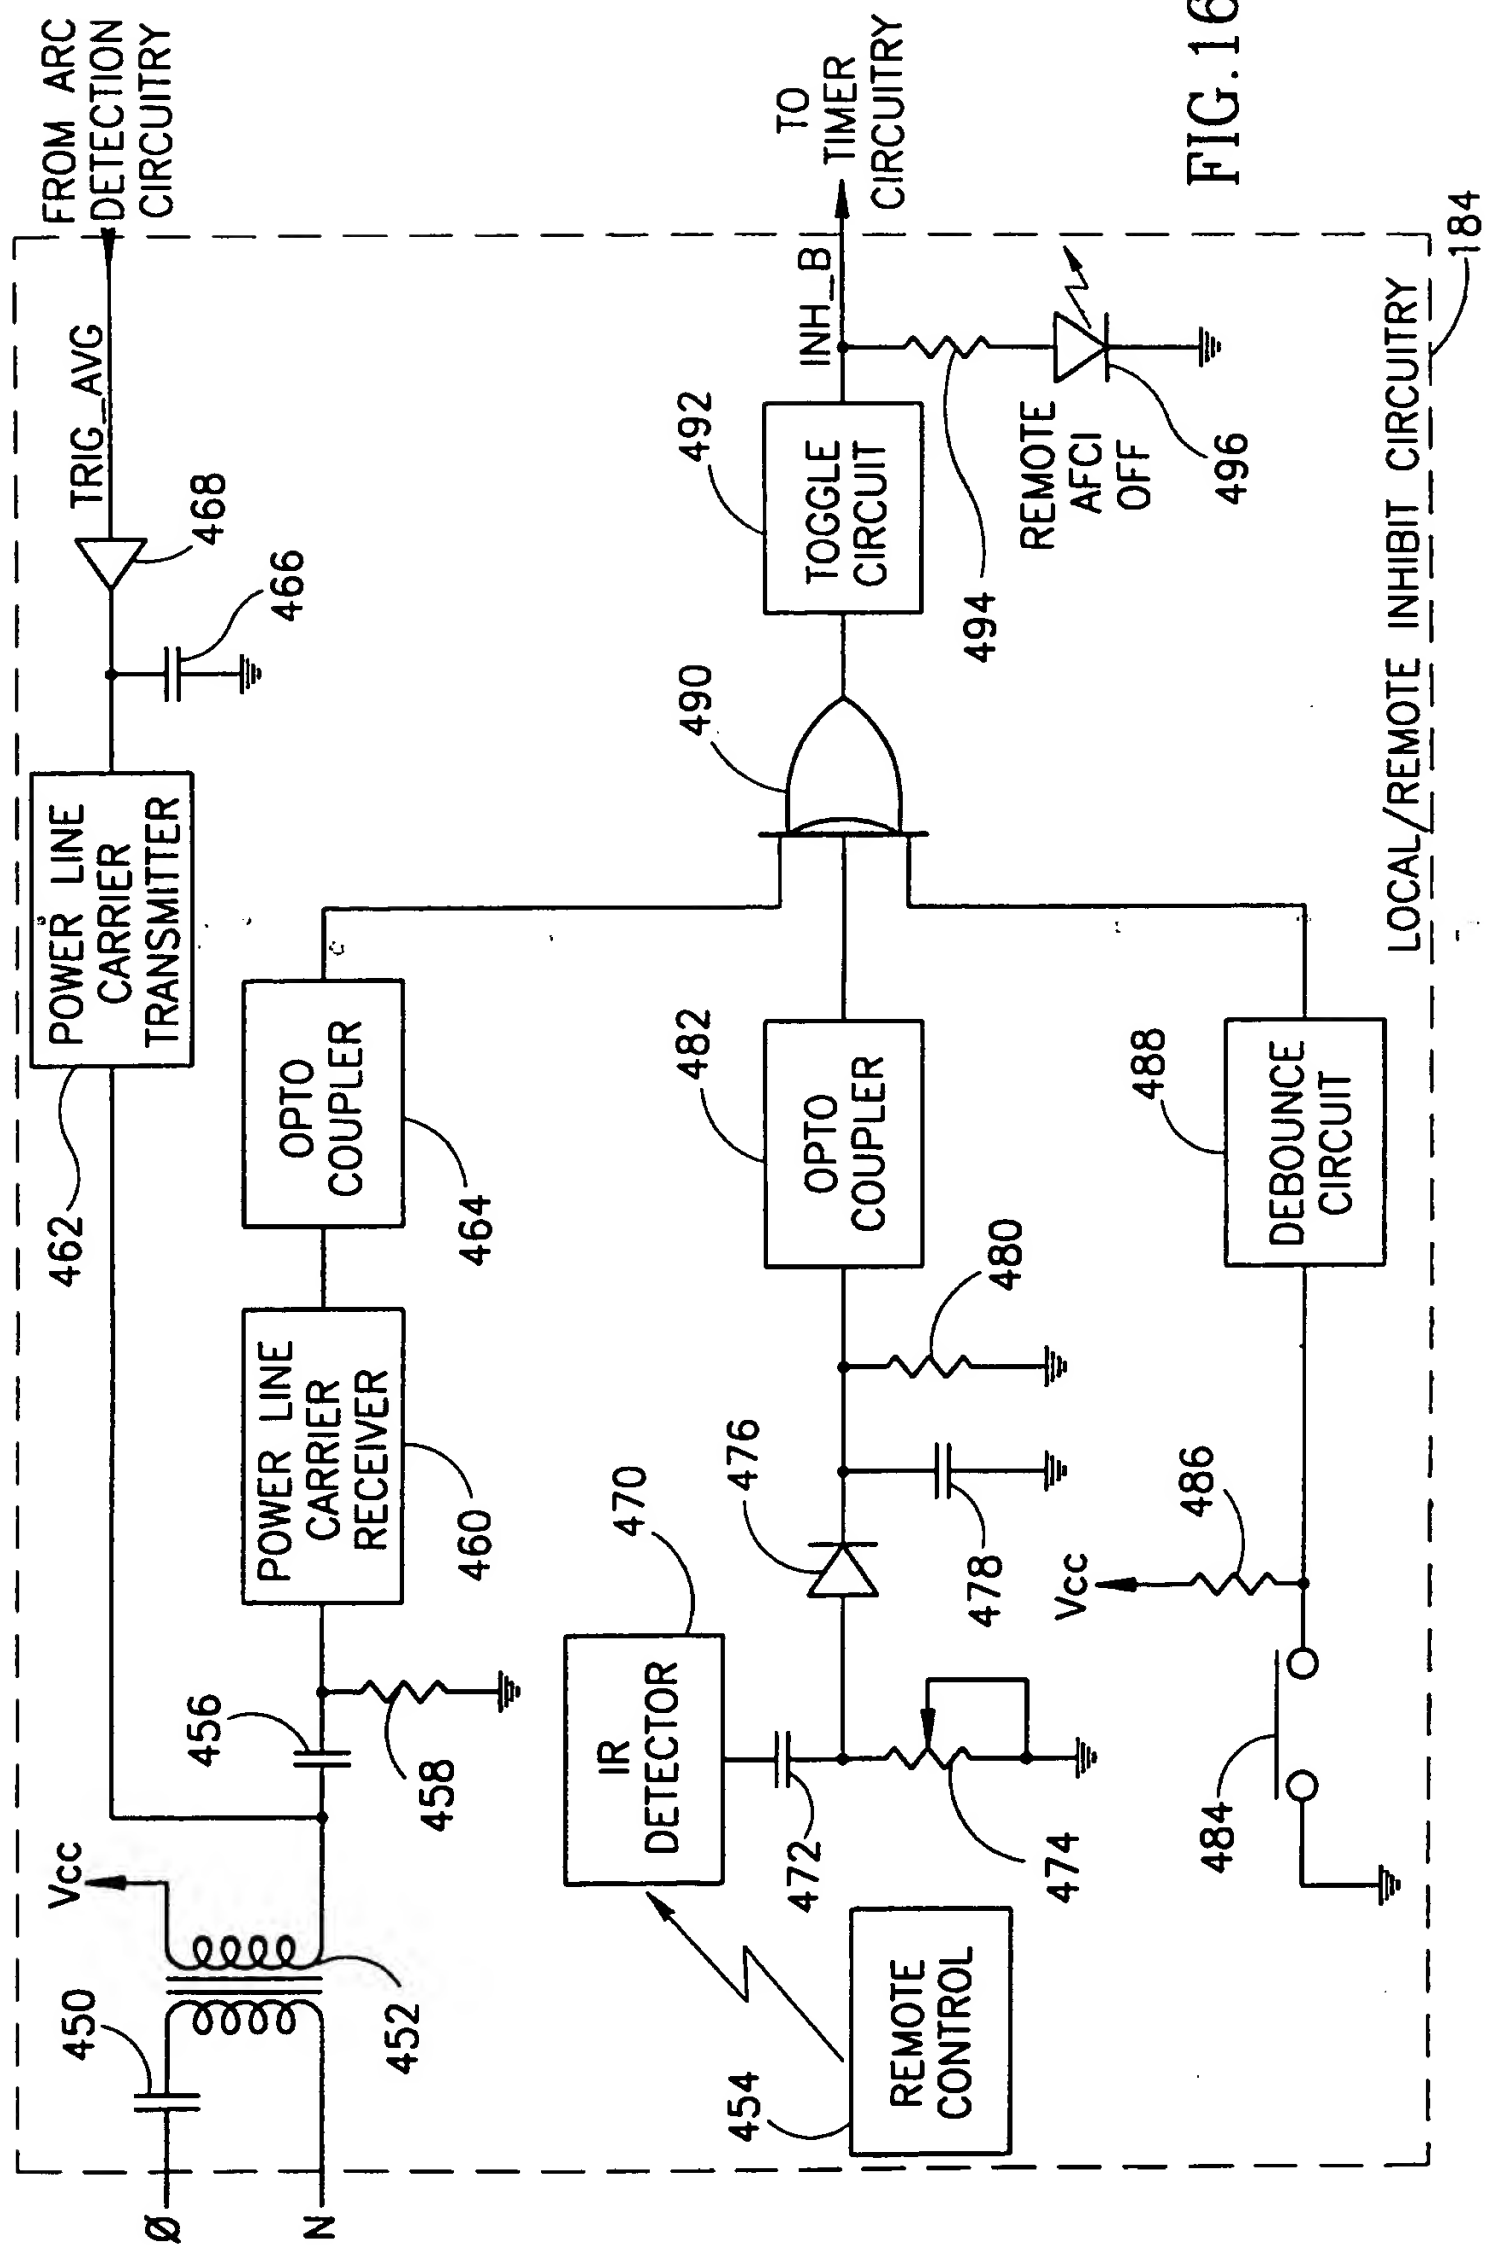 FROM ARC
DETECTION
CIRCUITRY
TRIG_AVG
468
466
POWER LINE
CARRIER
TRANSMITTER
462
Vcc
450
Ø
N
452
456
458
POWER LINE
CARRIER
RECEIVER
460
OPTO
COUPLER
464
454
REMOTE
CONTROL
IR
DETECTOR
470
472
474
476
478
480
OPTO
COUPLER
482
490
TOGGLE
CIRCUIT
492
INH_B
TO
TIMER
CIRCUITRY
494
REMOTE
AFCI
OFF
496
484
Vcc
486
DEBOUNCE
CIRCUIT
488
LOCAL/REMOTE INHIBIT CIRCUITRY
184
FIG.16